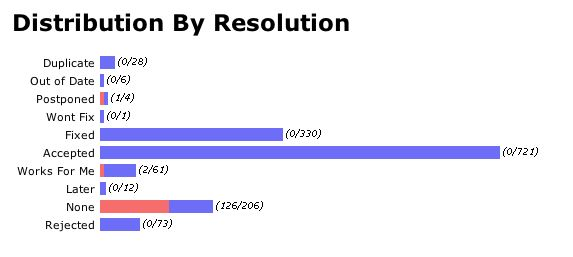 Distribution By Resolution
Duplicate (0/28)
Out of Date (0/6)
Postponed (1/4)
Wont Fix (0/1)
Fixed (0/330)
Accepted (0/721)
Works For Me (2/61)
Later (0/12)
None (126/206)
Rejected (0/73)